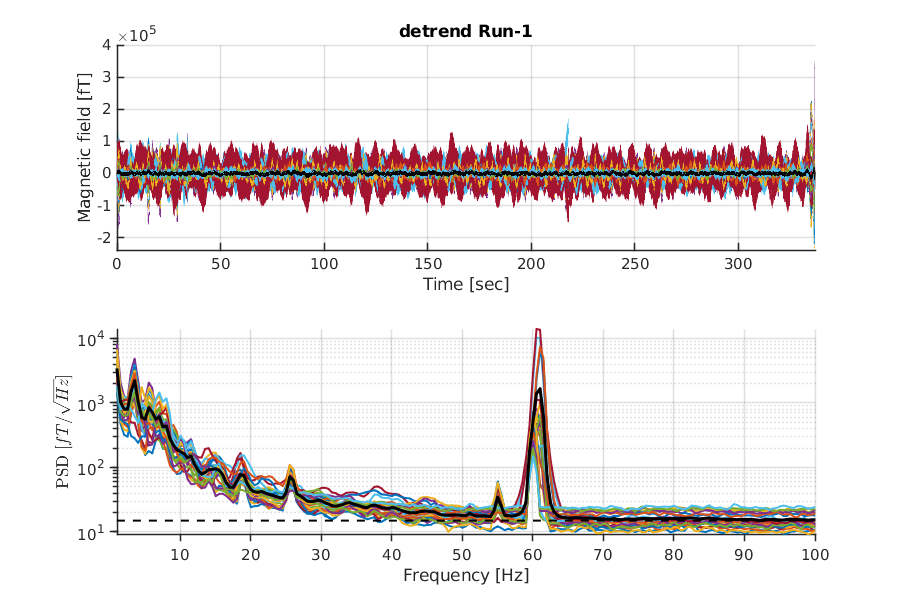 detrend Run-1
×10^5
Magnetic field [fT]
4
3
2
1
0
-1
-2
0 50 100 150 200 250 300
Time [sec]
PSD [fT/√Hz]
10^4
10^3
10^2
10^1
10 20 30 40 50 60 70 80 90 100
Frequency [Hz]